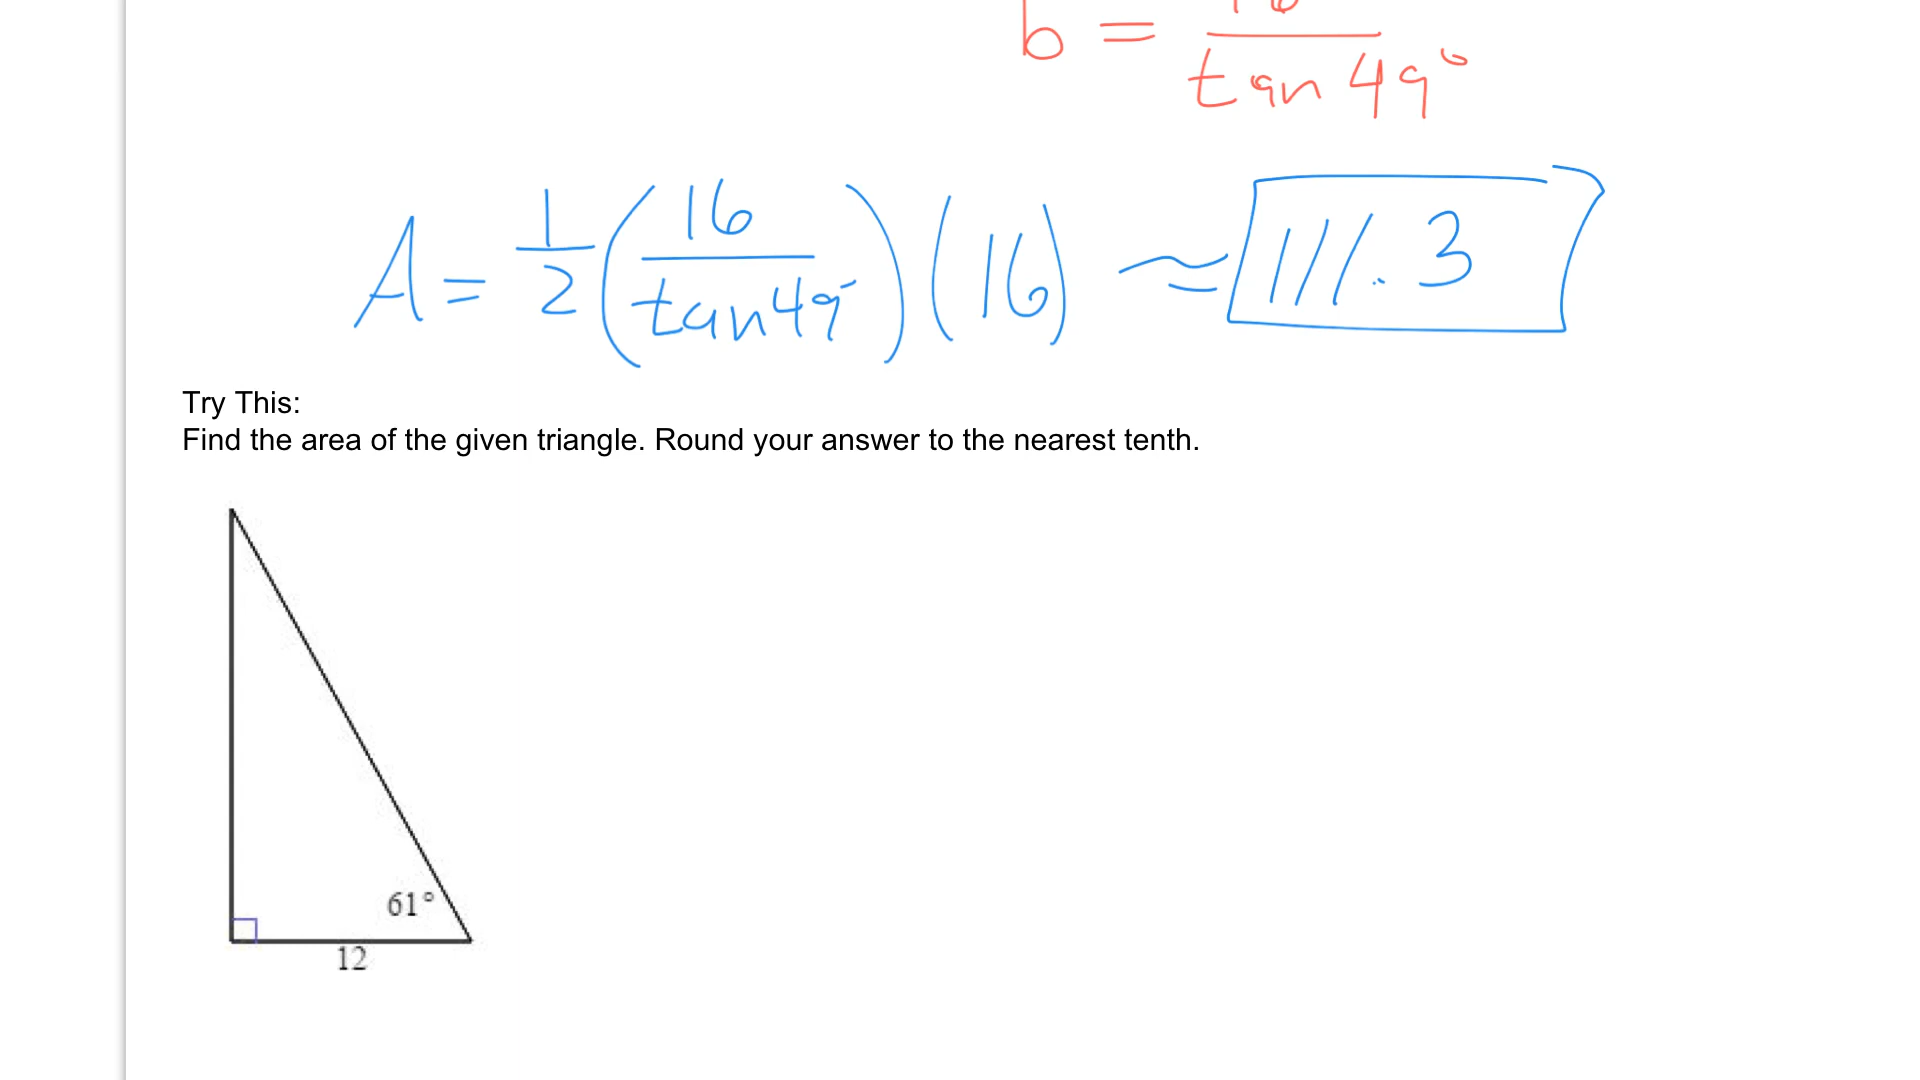 b =
tan 49°
A = 1/2 (16/tan49°)(16) ≈ 111.3
Try This:
Find the area of the given triangle. Round your answer to the nearest tenth.
61°
12